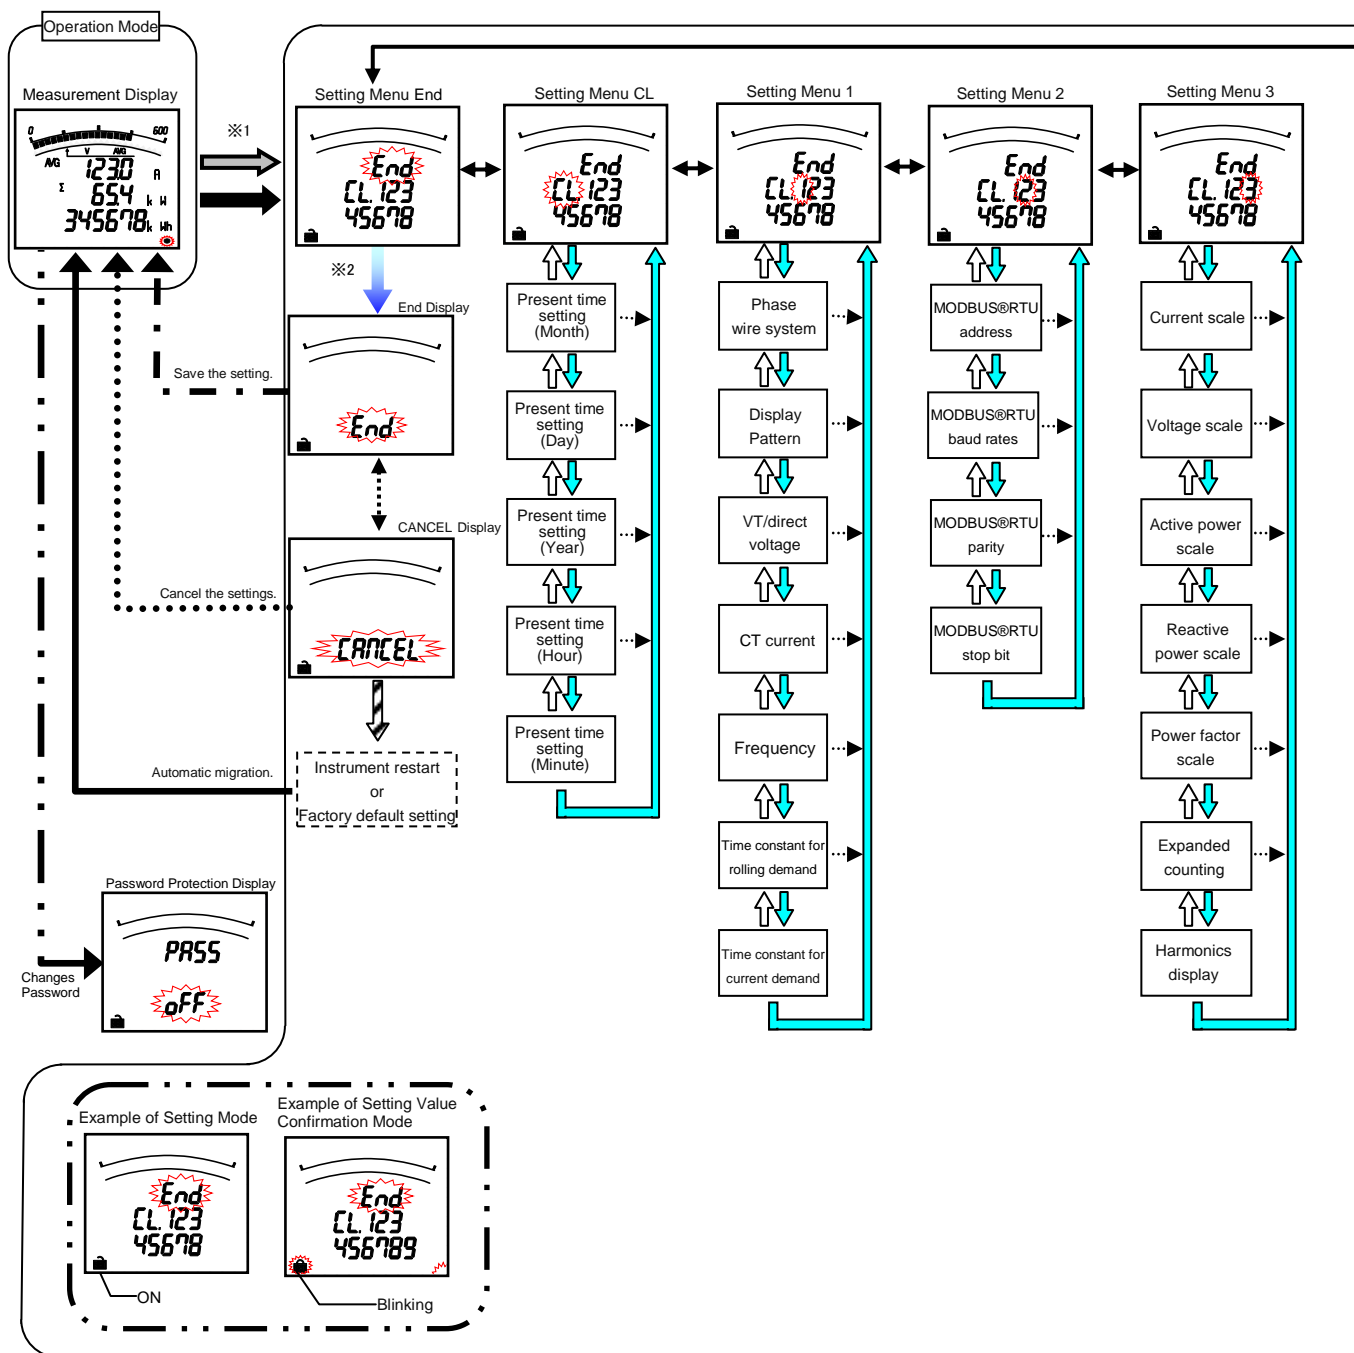 Operation Mode
Measurement Display
0 600
V AVG
AVG 123.0 A
Σ 65.4 k W
345678 k Wh
※1
Setting Menu End
End
CL.123
45678
Setting Menu CL
End
CL.123
45678
Setting Menu 1
End
CL.123
45678
Setting Menu 2
End
CL.123
45678
Setting Menu 3
End
CL.123
45678
※2
End Display
End
Save the setting.
CANCEL Display
CANCEL
Cancel the settings.
Instrument restart
or
Factory default setting
Automatic migration.
Password Protection Display
PASS
oFF
Changes
Password
Present time
setting
(Month)
Present time
setting
(Day)
Present time
setting
(Year)
Present time
setting
(Hour)
Present time
setting
(Minute)
Phase
wire system
Display
Pattern
VT/direct
voltage
CT current
Frequency
Time constant for
rolling demand
Time constant for
current demand
MODBUS®RTU
address
MODBUS®RTU
baud rates
MODBUS®RTU
parity
MODBUS®RTU
stop bit
Current scale
Voltage scale
Active power
scale
Reactive
power scale
Power factor
scale
Expanded
counting
Harmonics
display
Example of Setting Mode
End
CL.123
45678
ON
Example of Setting Value
Confirmation Mode
End
CL.123
456789
Blinking